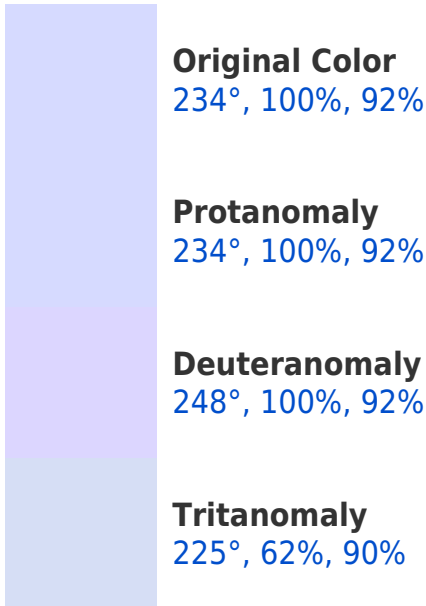 Original Color
234°, 100%, 92%
Protanomaly
234°, 100%, 92%
Deuteranomaly
248°, 100%, 92%
Tritanomaly
225°, 62%, 90%